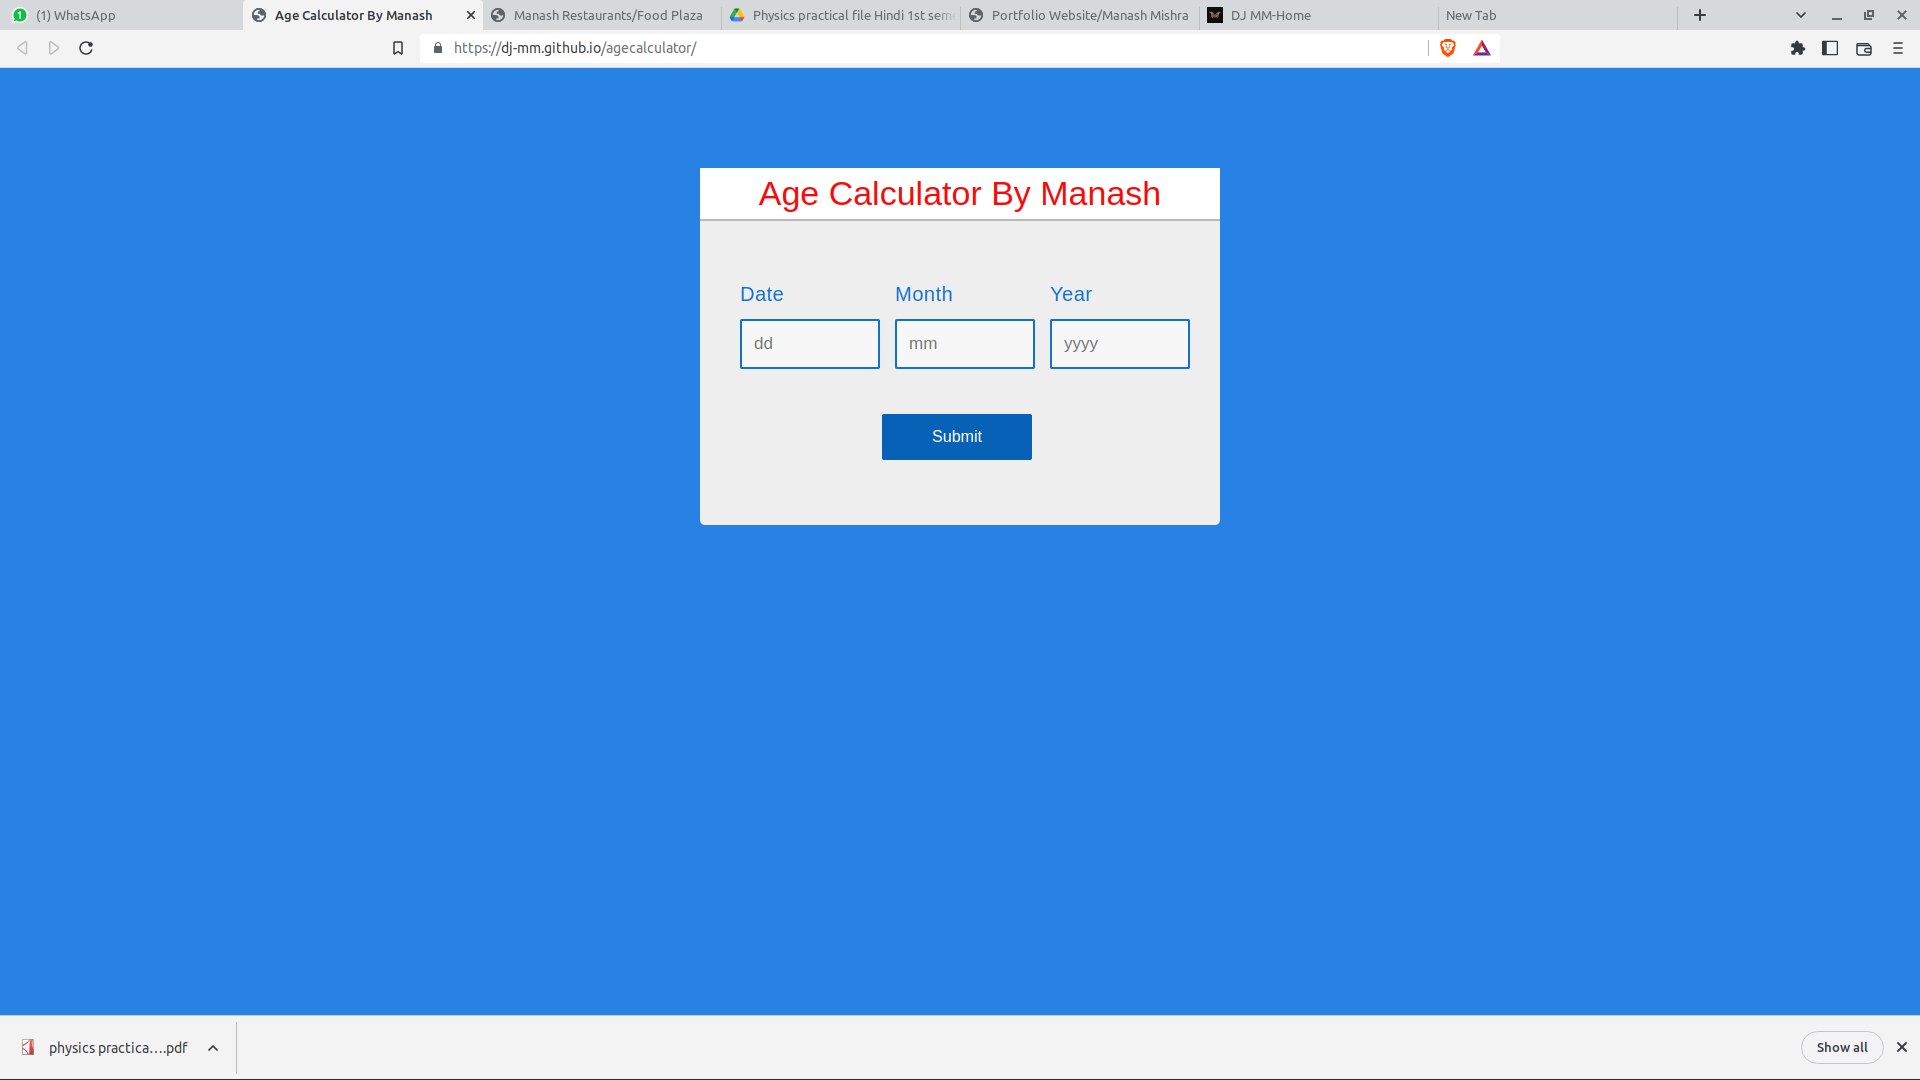 (1) WhatsApp
Age Calculator By Manash
Manash Restaurants/Food Plaza
Physics practical file Hindi 1st sem
Portfolio Website/Manash Mishra
DJ MM-Home
New Tab
https://dj-mm.github.io/agecalculator/
Age Calculator By Manash
Date Month Year
dd mm yyyy
Submit
physics practica....pdf
Show all